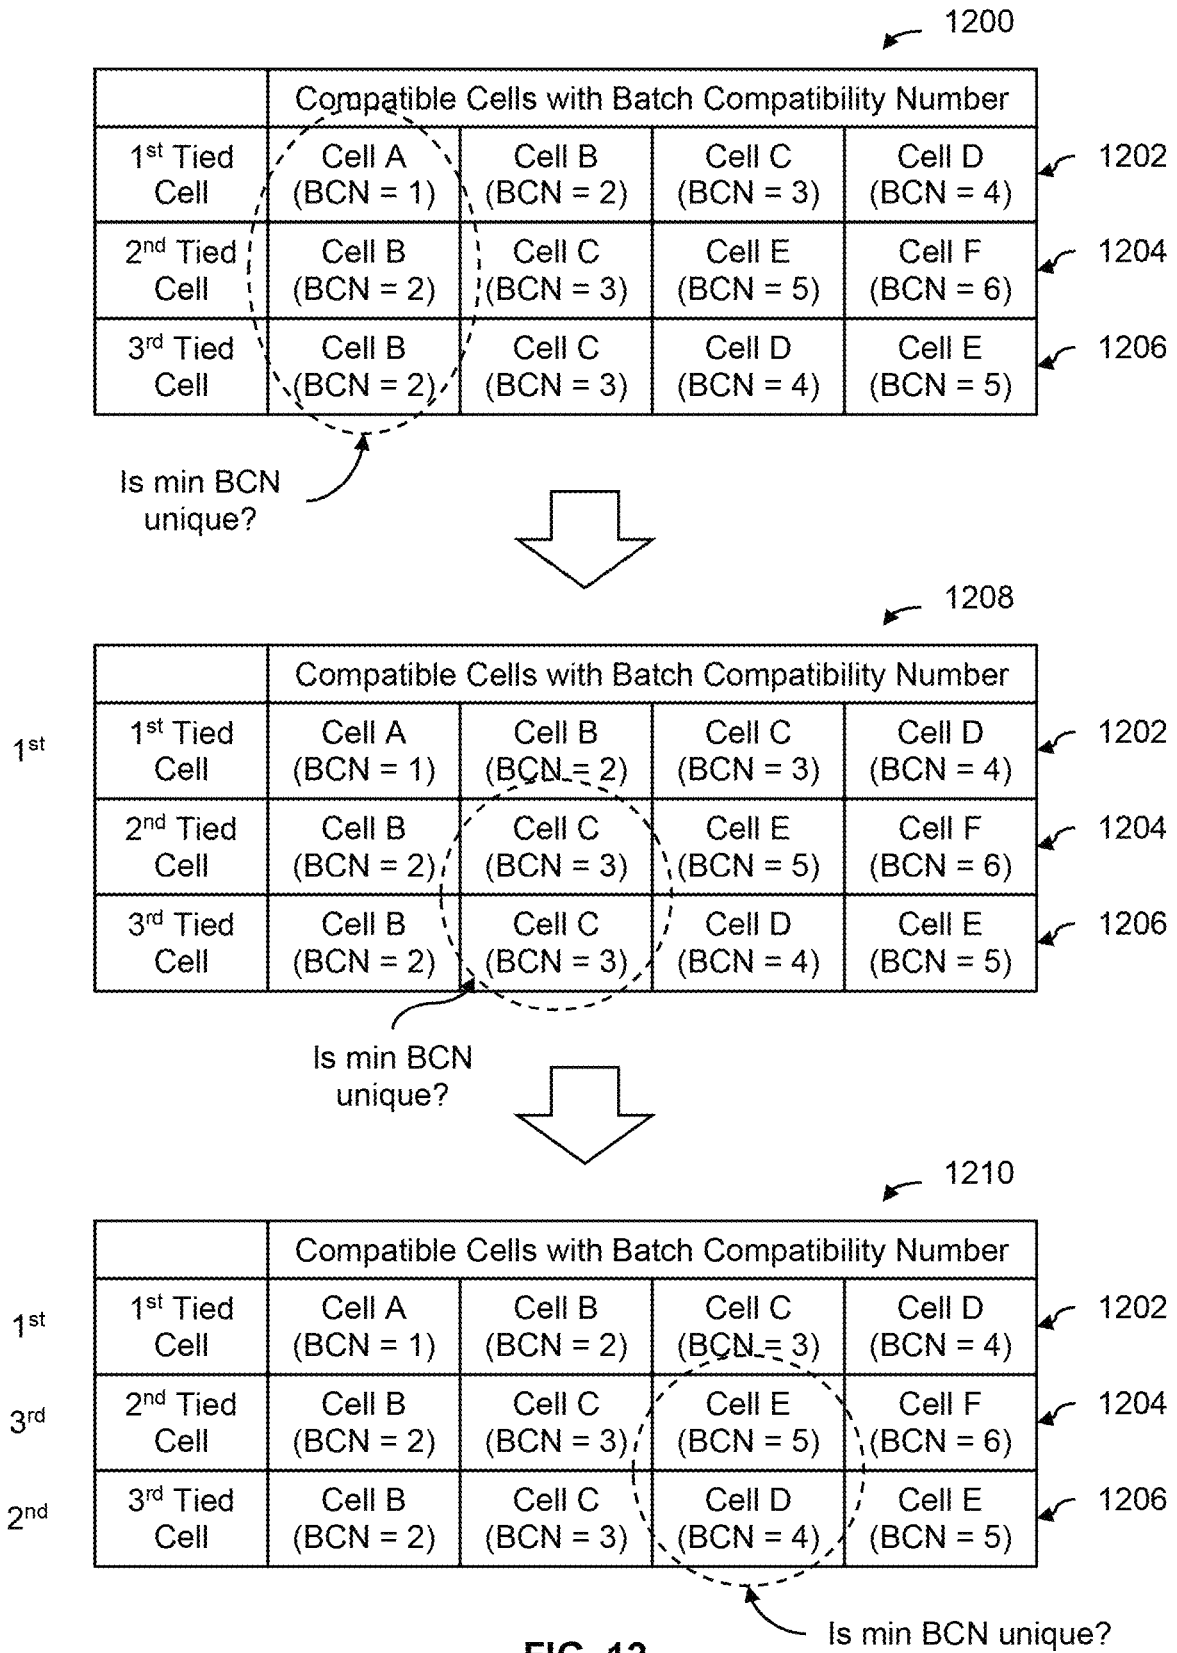 1200
Compatible Cells with Batch Compatibility Number
1st Tied Cell A Cell B Cell C Cell D 1202
Cell (BCN = 1) (BCN = 2) (BCN = 3) (BCN = 4)
2nd Tied Cell B Cell C Cell E Cell F 1204
Cell (BCN = 2) (BCN = 3) (BCN = 5) (BCN = 6)
3rd Tied Cell B Cell C Cell D Cell E 1206
Cell (BCN = 2) (BCN = 3) (BCN = 4) (BCN = 5)
Is min BCN
unique?
1208
Compatible Cells with Batch Compatibility Number
1st 1st Tied Cell A Cell B Cell C Cell D 1202
Cell (BCN = 1) (BCN = 2) (BCN = 3) (BCN = 4)
2nd Tied Cell B Cell C Cell E Cell F 1204
Cell (BCN = 2) (BCN = 3) (BCN = 5) (BCN = 6)
3rd Tied Cell B Cell C Cell D Cell E 1206
Cell (BCN = 2) (BCN = 3) (BCN = 4) (BCN = 5)
Is min BCN
unique?
1210
Compatible Cells with Batch Compatibility Number
1st 1st Tied Cell A Cell B Cell C Cell D 1202
Cell (BCN = 1) (BCN = 2) (BCN = 3) (BCN = 4)
3rd 2nd Tied Cell B Cell C Cell E Cell F 1204
Cell (BCN = 2) (BCN = 3) (BCN = 5) (BCN = 6)
2nd 3rd Tied Cell B Cell C Cell D Cell E 1206
Cell (BCN = 2) (BCN = 3) (BCN = 4) (BCN = 5)
Is min BCN unique?